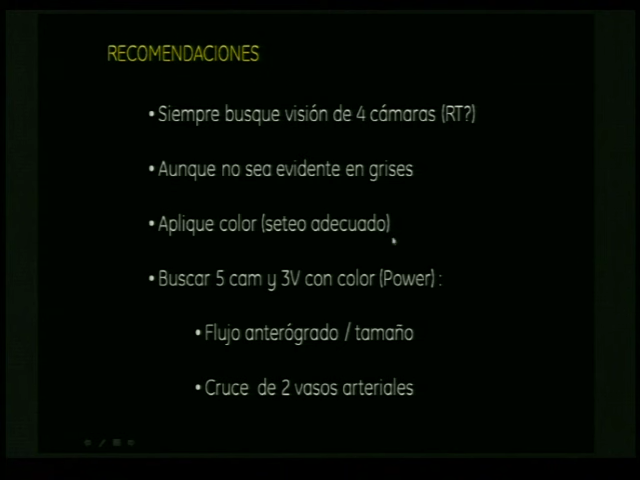 RECOMENDACIONES
• Siempre busque visión de 4 cámaras (RT?)
• Aunque no sea evidente en grises
• Aplique color (seteo adecuado)
• Buscar 5 cam y 3V con color (Power) :
• Flujo anterógrado / tamaño
• Cruce de 2 vasos arteriales